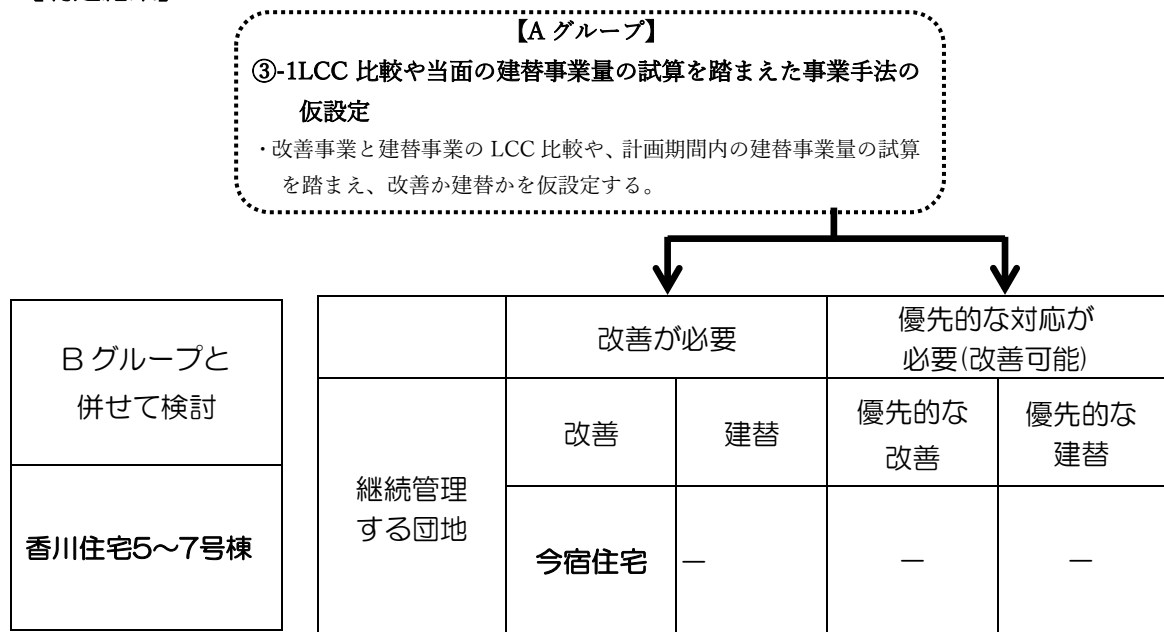 【Aグループ】
③-1LCC 比較や当面の建替事業量の試算を踏まえた事業手法の
仮設定
・改善事業と建替事業の LCC 比較や、計画期間内の建替事業量の試算
を踏まえ、改善か建替かを仮設定する。
Bグループと
併せて検討
香川住宅5～7号棟
改善が必要
優先的な対応が
必要(改善可能)
継続管理
する団地
改善
建替
優先的な
改善
優先的な
建替
今宿住宅
－
－
－